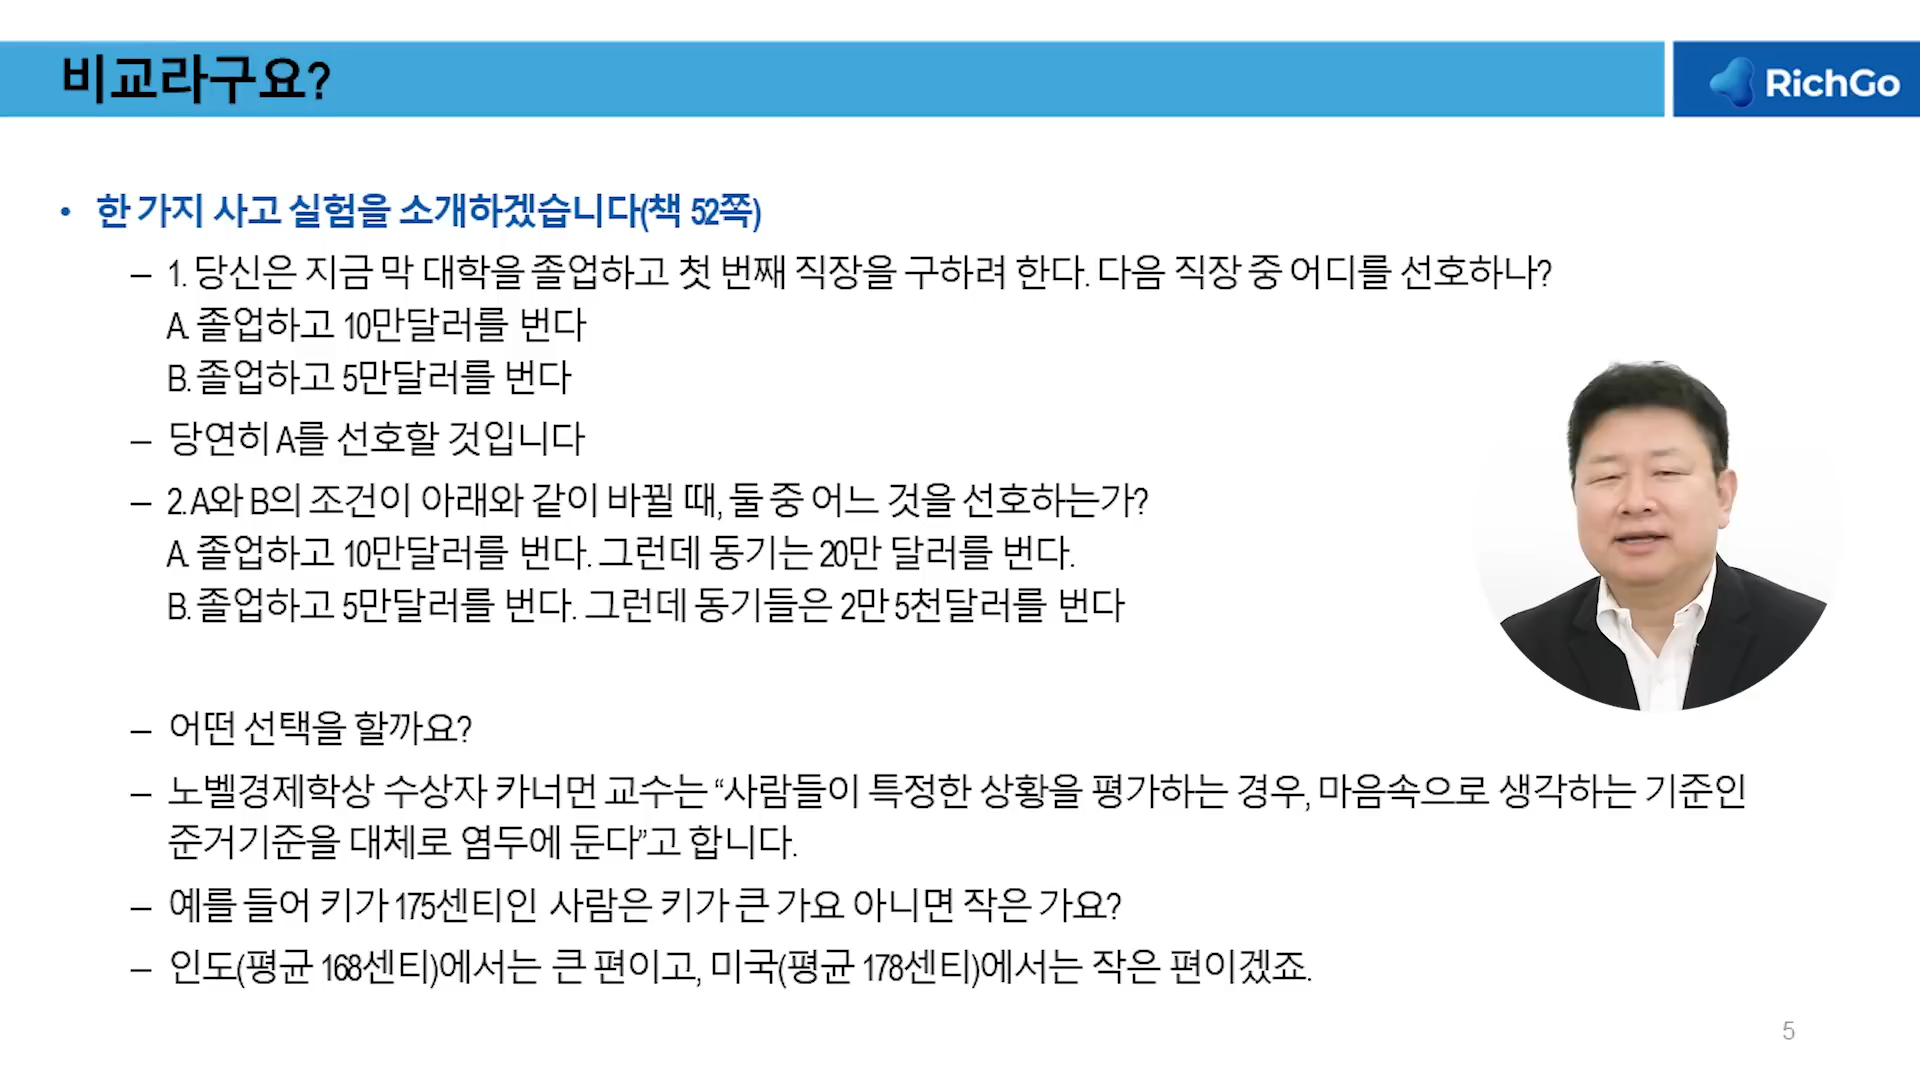 비교라구요?
RichGo
• 한 가지 사고 실험을 소개하겠습니다(책 52쪽)
– 1. 당신은 지금 막 대학을 졸업하고 첫 번째 직장을 구하려 한다. 다음 직장 중 어디를 선호하나?
A. 졸업하고 10만달러를 번다
B. 졸업하고 5만달러를 번다
– 당연히 A를 선호할 것입니다
– 2. A와 B의 조건이 아래와 같이 바뀔 때, 둘 중 어느 것을 선호하는가?
A. 졸업하고 10만달러를 번다. 그런데 동기는 20만 달러를 번다.
B. 졸업하고 5만달러를 번다. 그런데 동기들은 2만 5천달러를 번다
– 어떤 선택을 할까요?
– 노벨경제학상 수상자 카너먼 교수는 “사람들이 특정한 상황을 평가하는 경우, 마음속으로 생각하는 기준인
준거기준을 대체로 염두에 둔다”고 합니다.
– 예를 들어 키가 175센티인 사람은 키가 큰 가요 아니면 작은 가요?
– 인도(평균 168센티)에서는 큰 편이고, 미국(평균 178센티)에서는 작은 편이겠죠.
5